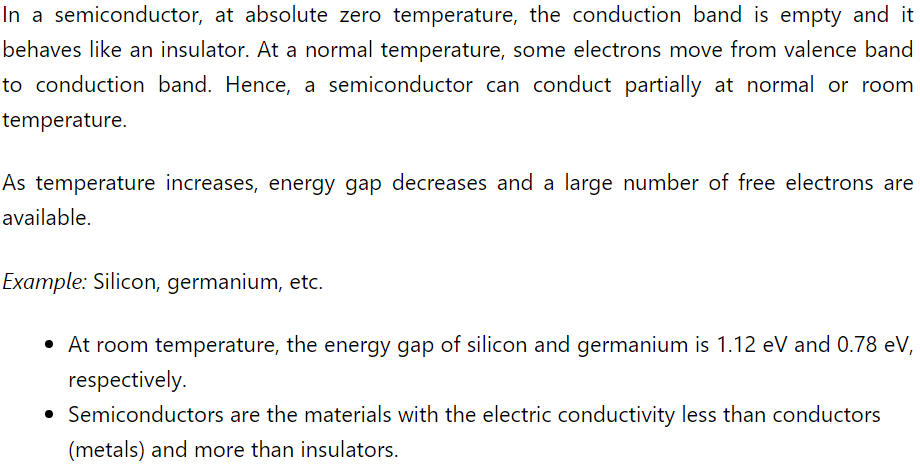 In a semiconductor, at absolute zero temperature, the conduction band is empty and it
behaves like an insulator. At a normal temperature, some electrons move from valence band
to conduction band. Hence, a semiconductor can conduct partially at normal or room
temperature.
As temperature increases, energy gap decreases and a large number of free electrons are
available.
Example: Silicon, germanium, etc.
• At room temperature, the energy gap of silicon and germanium is 1.12 eV and 0.78 eV,
respectively.
• Semiconductors are the materials with the electric conductivity less than conductors
(metals) and more than insulators.